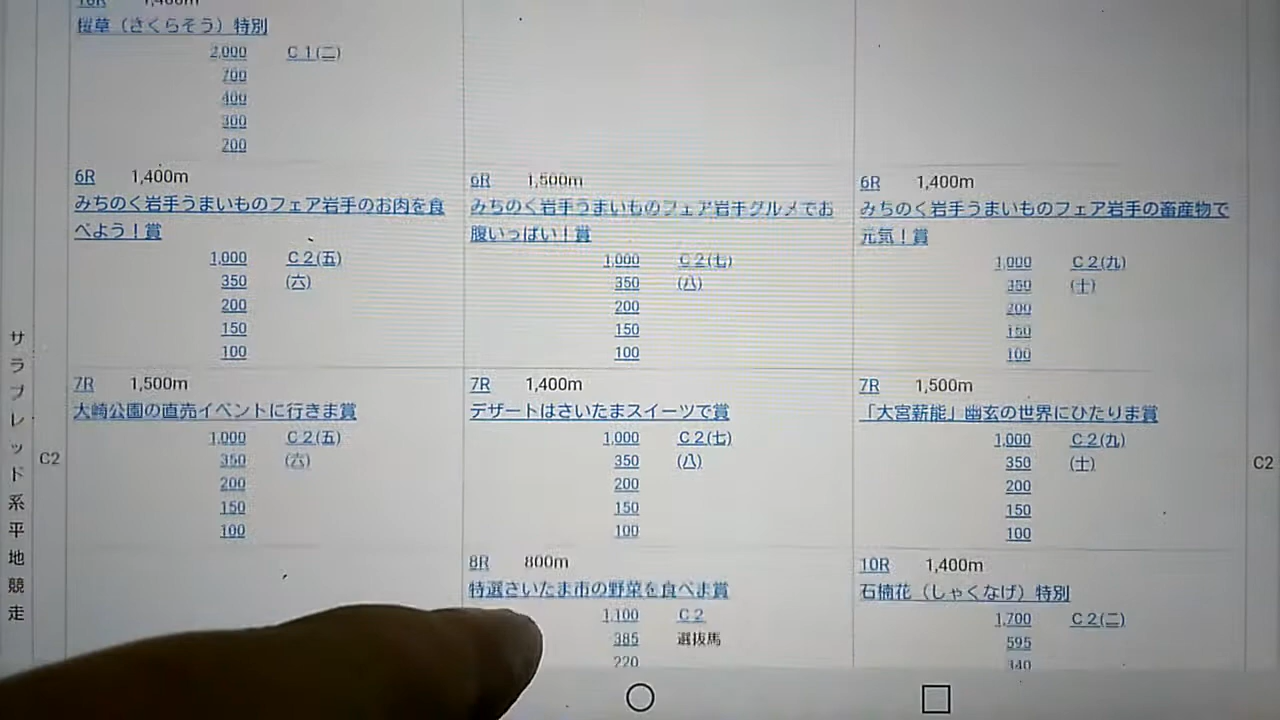 1,400m
桜草（さくらそう）特別
2,000 C1(二)
700
400
300
200
6R 1,400m
みちのく岩手うまいものフェア岩手のお肉を食
べよう！賞
1,000 C2(五)
350 (六)
200
150
100
6R 1,500m
みちのく岩手うまいものフェア岩手グルメでお
腹いっぱい！賞
1,000 C2(七)
350 (八)
200
150
100
6R 1,400m
みちのく岩手うまいものフェア岩手の畜産物で
元気！賞
1,000 C2(九)
350 (十)
200
150
100
サラブレッド系平地競走
C2
7R 1,500m
大崎公園の直売イベントに行きま賞
1,000 C2(五)
350 (六)
200
150
100
7R 1,400m
デザートはさいたまスイーツで賞
1,000 C2(七)
350 (八)
200
150
100
7R 1,500m
「大宮薪能」幽玄の世界にひたりま賞
1,000 C2(九)
350 (十)
200
150
100
C2
8R 800m
特選さいたま市の野菜を食べま賞
1,100 C2
385 選抜馬
220
10R 1,400m
石楠花（しゃくなげ）特別
1,700 C2(二)
595
340